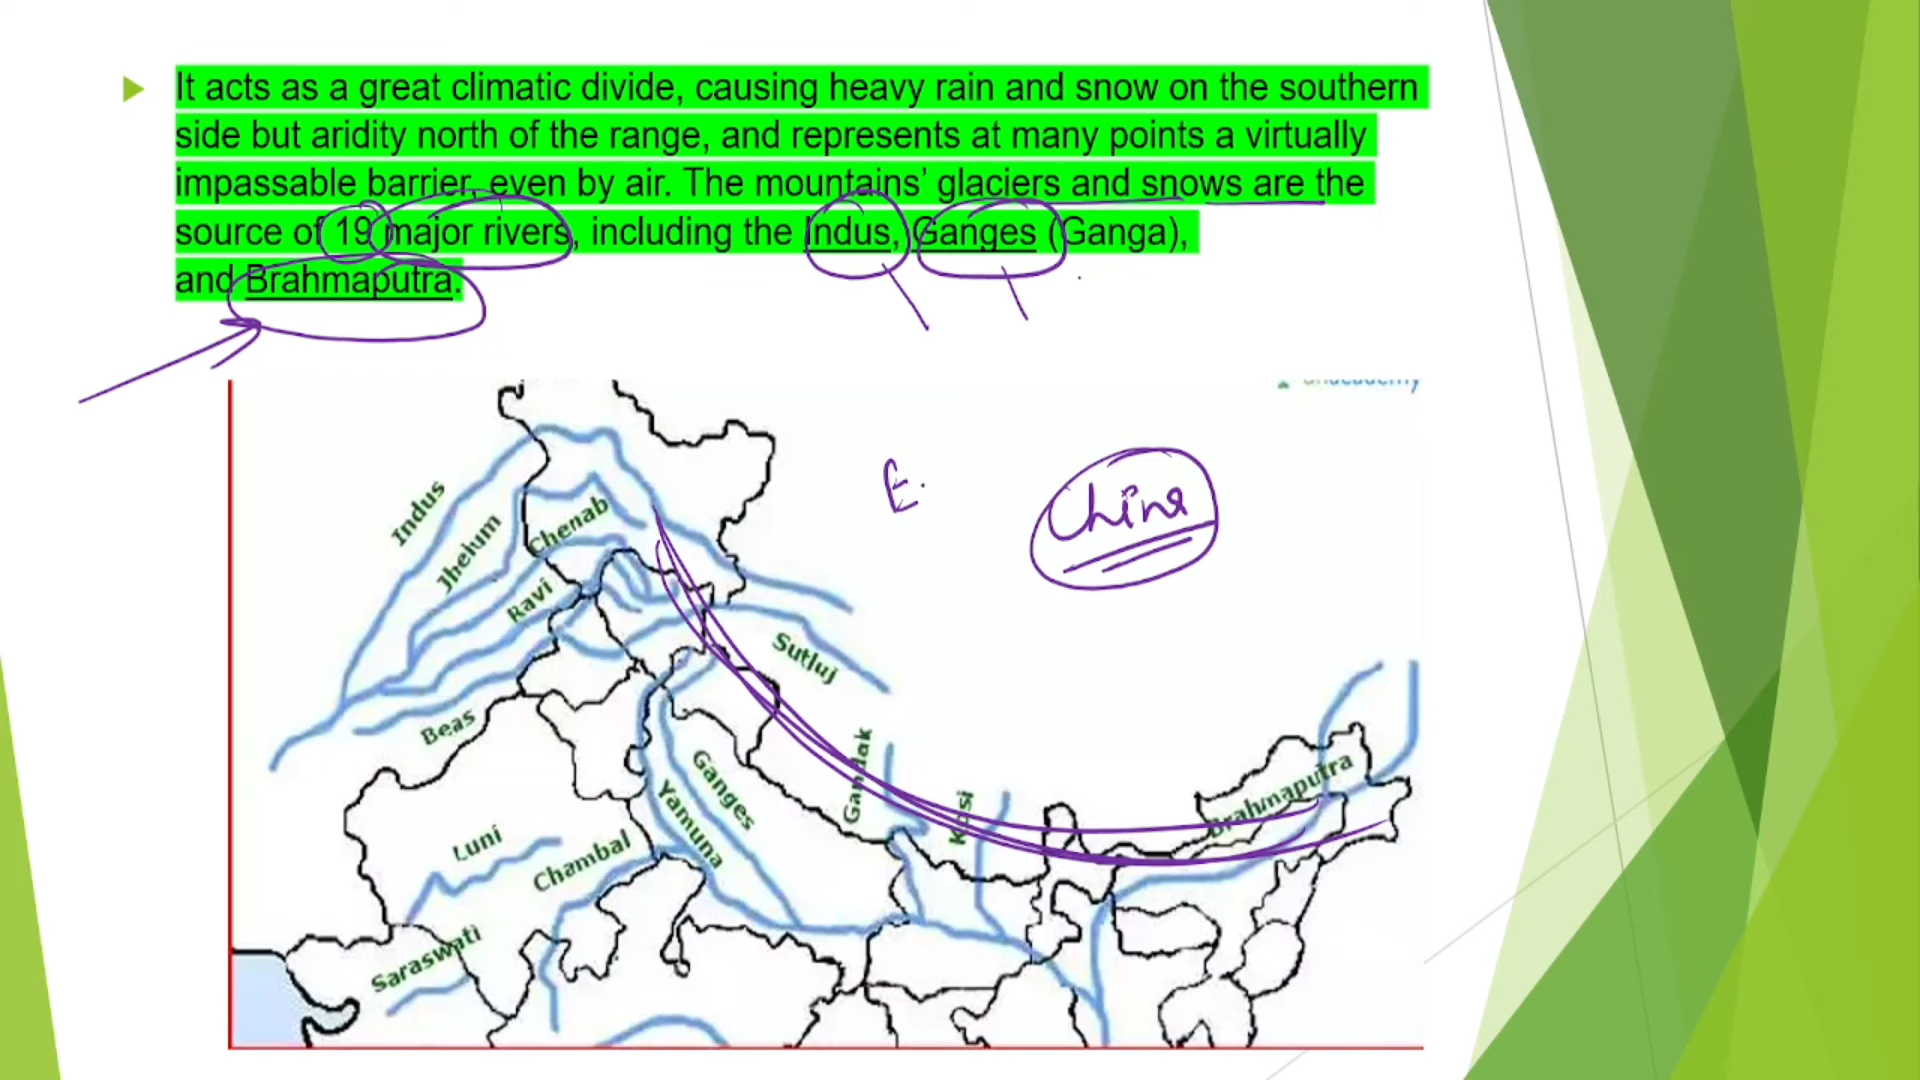 It acts as a great climatic divide, causing heavy rain and snow on the southern
side but aridity north of the range, and represents at many points a virtually
impassable barrier, even by air. The mountains’ glaciers and snows are the
source of 19 major rivers, including the Indus, Ganges (Ganga),
and Brahmaputra.
E.
China
Indus
Jhelum
Chenab
Ravi
Sutluj
Beas
Gandak
Ganges
Yamuna
Kosi
Brahmaputra
Luni
Chambal
Saraswati